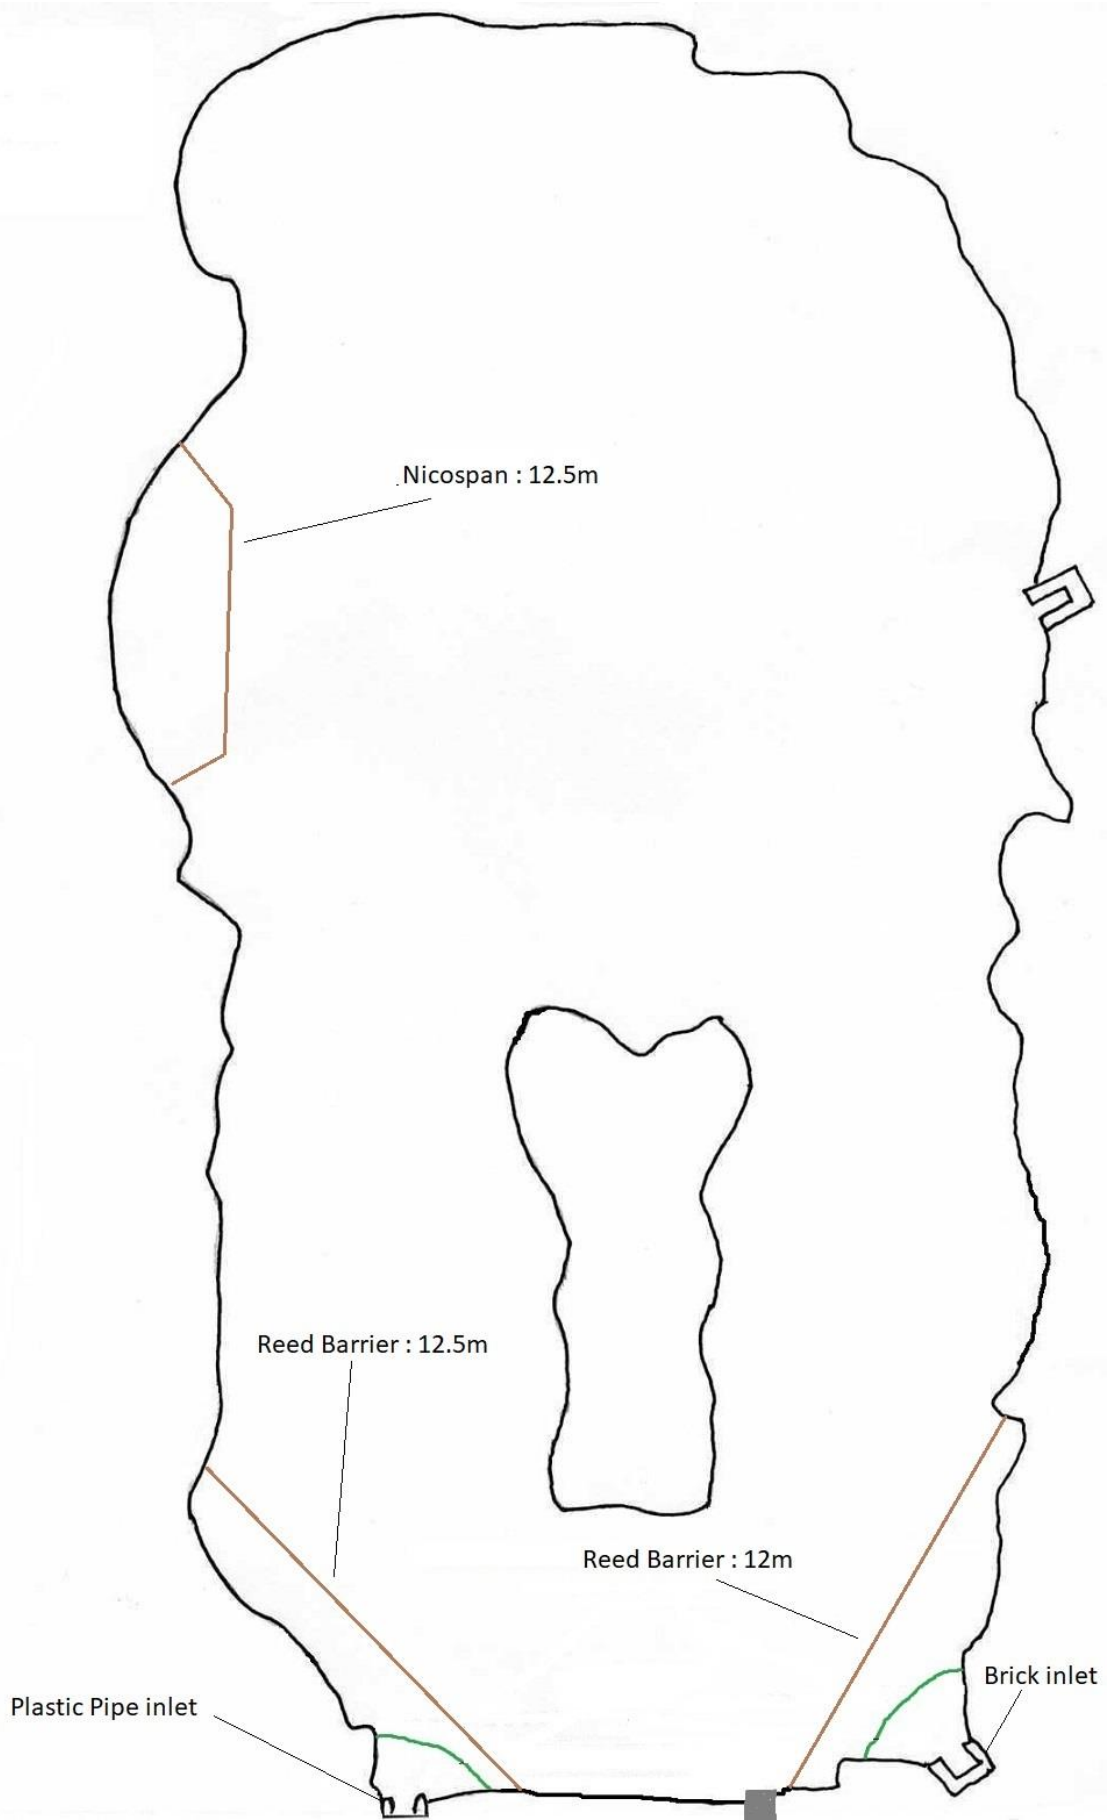 Nicospan : 12.5m
Reed Barrier : 12.5m
Reed Barrier : 12m
Brick inlet
Plastic Pipe inlet